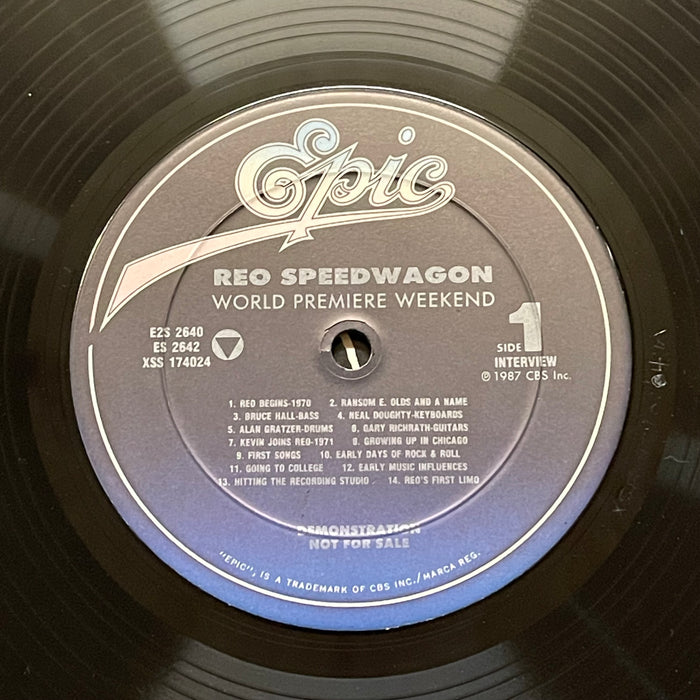 Epic
REO SPEEDWAGON
WORLD PREMIERE WEEKEND
E2S 2640
ES 2642
XSS 174024
SIDE 1
INTERVIEW
℗ 1987 CBS Inc.
1. REO BEGINS-1970 2. RANSOM E. OLDS AND A NAME
3. BRUCE HALL-BASS 4. NEAL DOUGHTY-KEYBOARDS
5. ALAN GRATZER-DRUMS 6. GARY RICHRATH-GUITARS
7. KEVIN JOINS REO-1971 8. GROWING UP IN CHICAGO
9. FIRST SONGS 10. EARLY DAYS OF ROCK & ROLL
11. GOING TO COLLEGE 12. EARLY MUSIC INFLUENCES
13. HITTING THE RECORDING STUDIO 14. REO'S FIRST LIMO
DEMONSTRATION
NOT FOR SALE
"EPIC", IS A TRADEMARK OF CBS INC./MARCA REG.